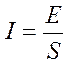 I = E/S